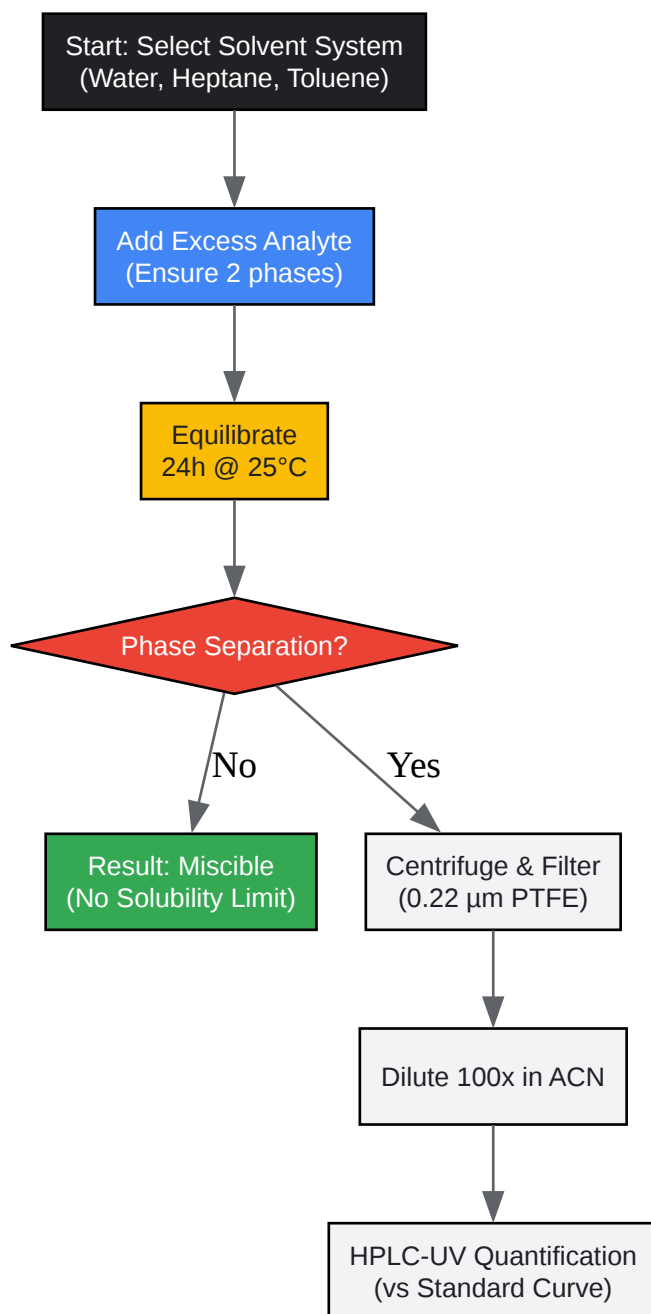 Start: Select Solvent System
(Water, Heptane, Toluene)
Add Excess Analyte
(Ensure 2 phases)
Equilibrate
24h @ 25°C
Phase Separation?
No
Yes
Result: Miscible
(No Solubility Limit)
Centrifuge & Filter
(0.22 µm PTFE)
Dilute 100x in ACN
HPLC-UV Quantification
(vs Standard Curve)